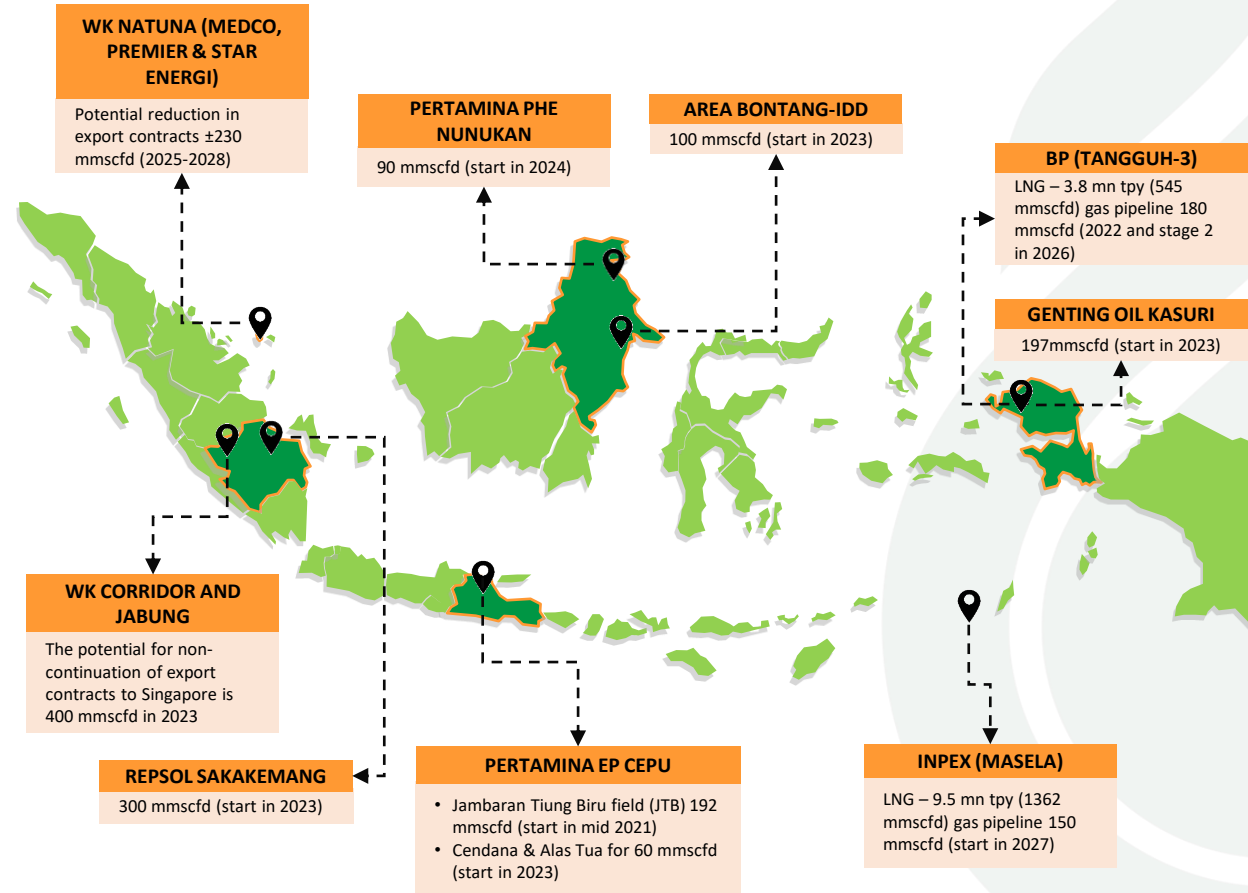 WK NATUNA (MEDCO,
PREMIER & STAR
ENERGI)
Potential reduction in
export contracts ±230
mmscfd (2025-2028)
PERTAMINA PHE
NUNUKAN
90 mmscfd (start in 2024)
AREA BONTANG-IDD
100 mmscfd (start in 2023)
BP (TANGGUH-3)
LNG – 3.8 mn tpy (545
mmscfd) gas pipeline 180
mmsfd (2022 and stage 2
in 2026)
GENTING OIL KASURI
197mmscfd (start in 2023)
WK CORRIDOR AND
JABUNG
The potential for non-
continuation of export
contracts to Singapore is
400 mmscfd in 2023
REPSOL SAKAKEMANG
300 mmscfd (start in 2023)
PERTAMINA EP CEPU
• Jambaran Tiung Biru field (JTB) 192
mmscfd (start in mid 2021)
• Cendana & Alas Tua for 60 mmscfd
(start in 2023)
INPEX (MASELA)
LNG – 9.5 mn tpy (1362
mmscfd) gas pipeline 150
mmscfd (start in 2027)